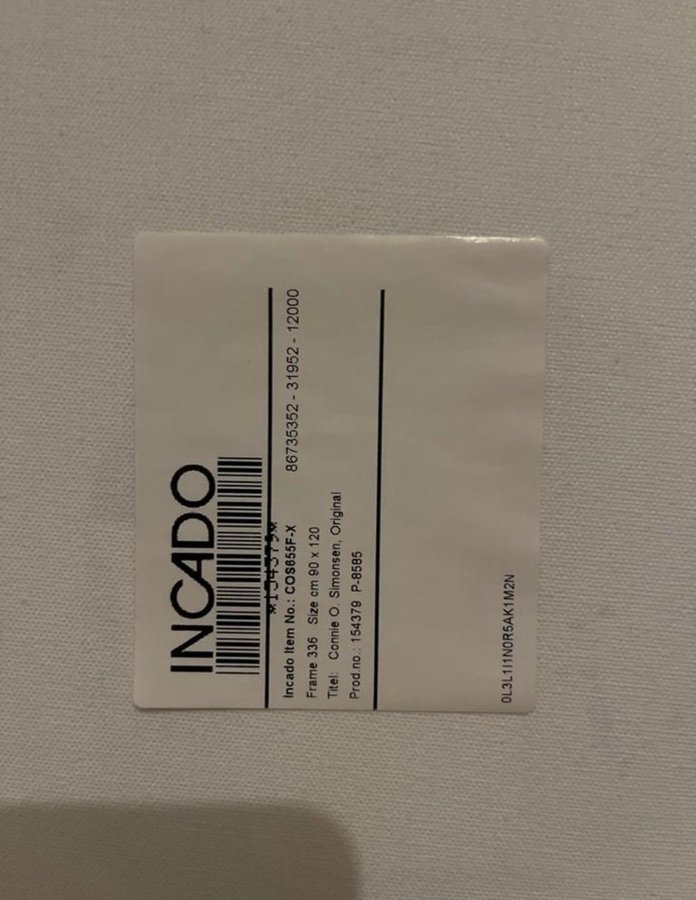 INCADO
*154379*
Incado Item No.: COS655F-X 86735352 - 31952 - 12000
Frame 336 Size cm 90 x 120
Titel: Connie O. Simonsen, Original
Prod.no.: 154379 P-8585
0L3L1I1N0R5AK1M2N